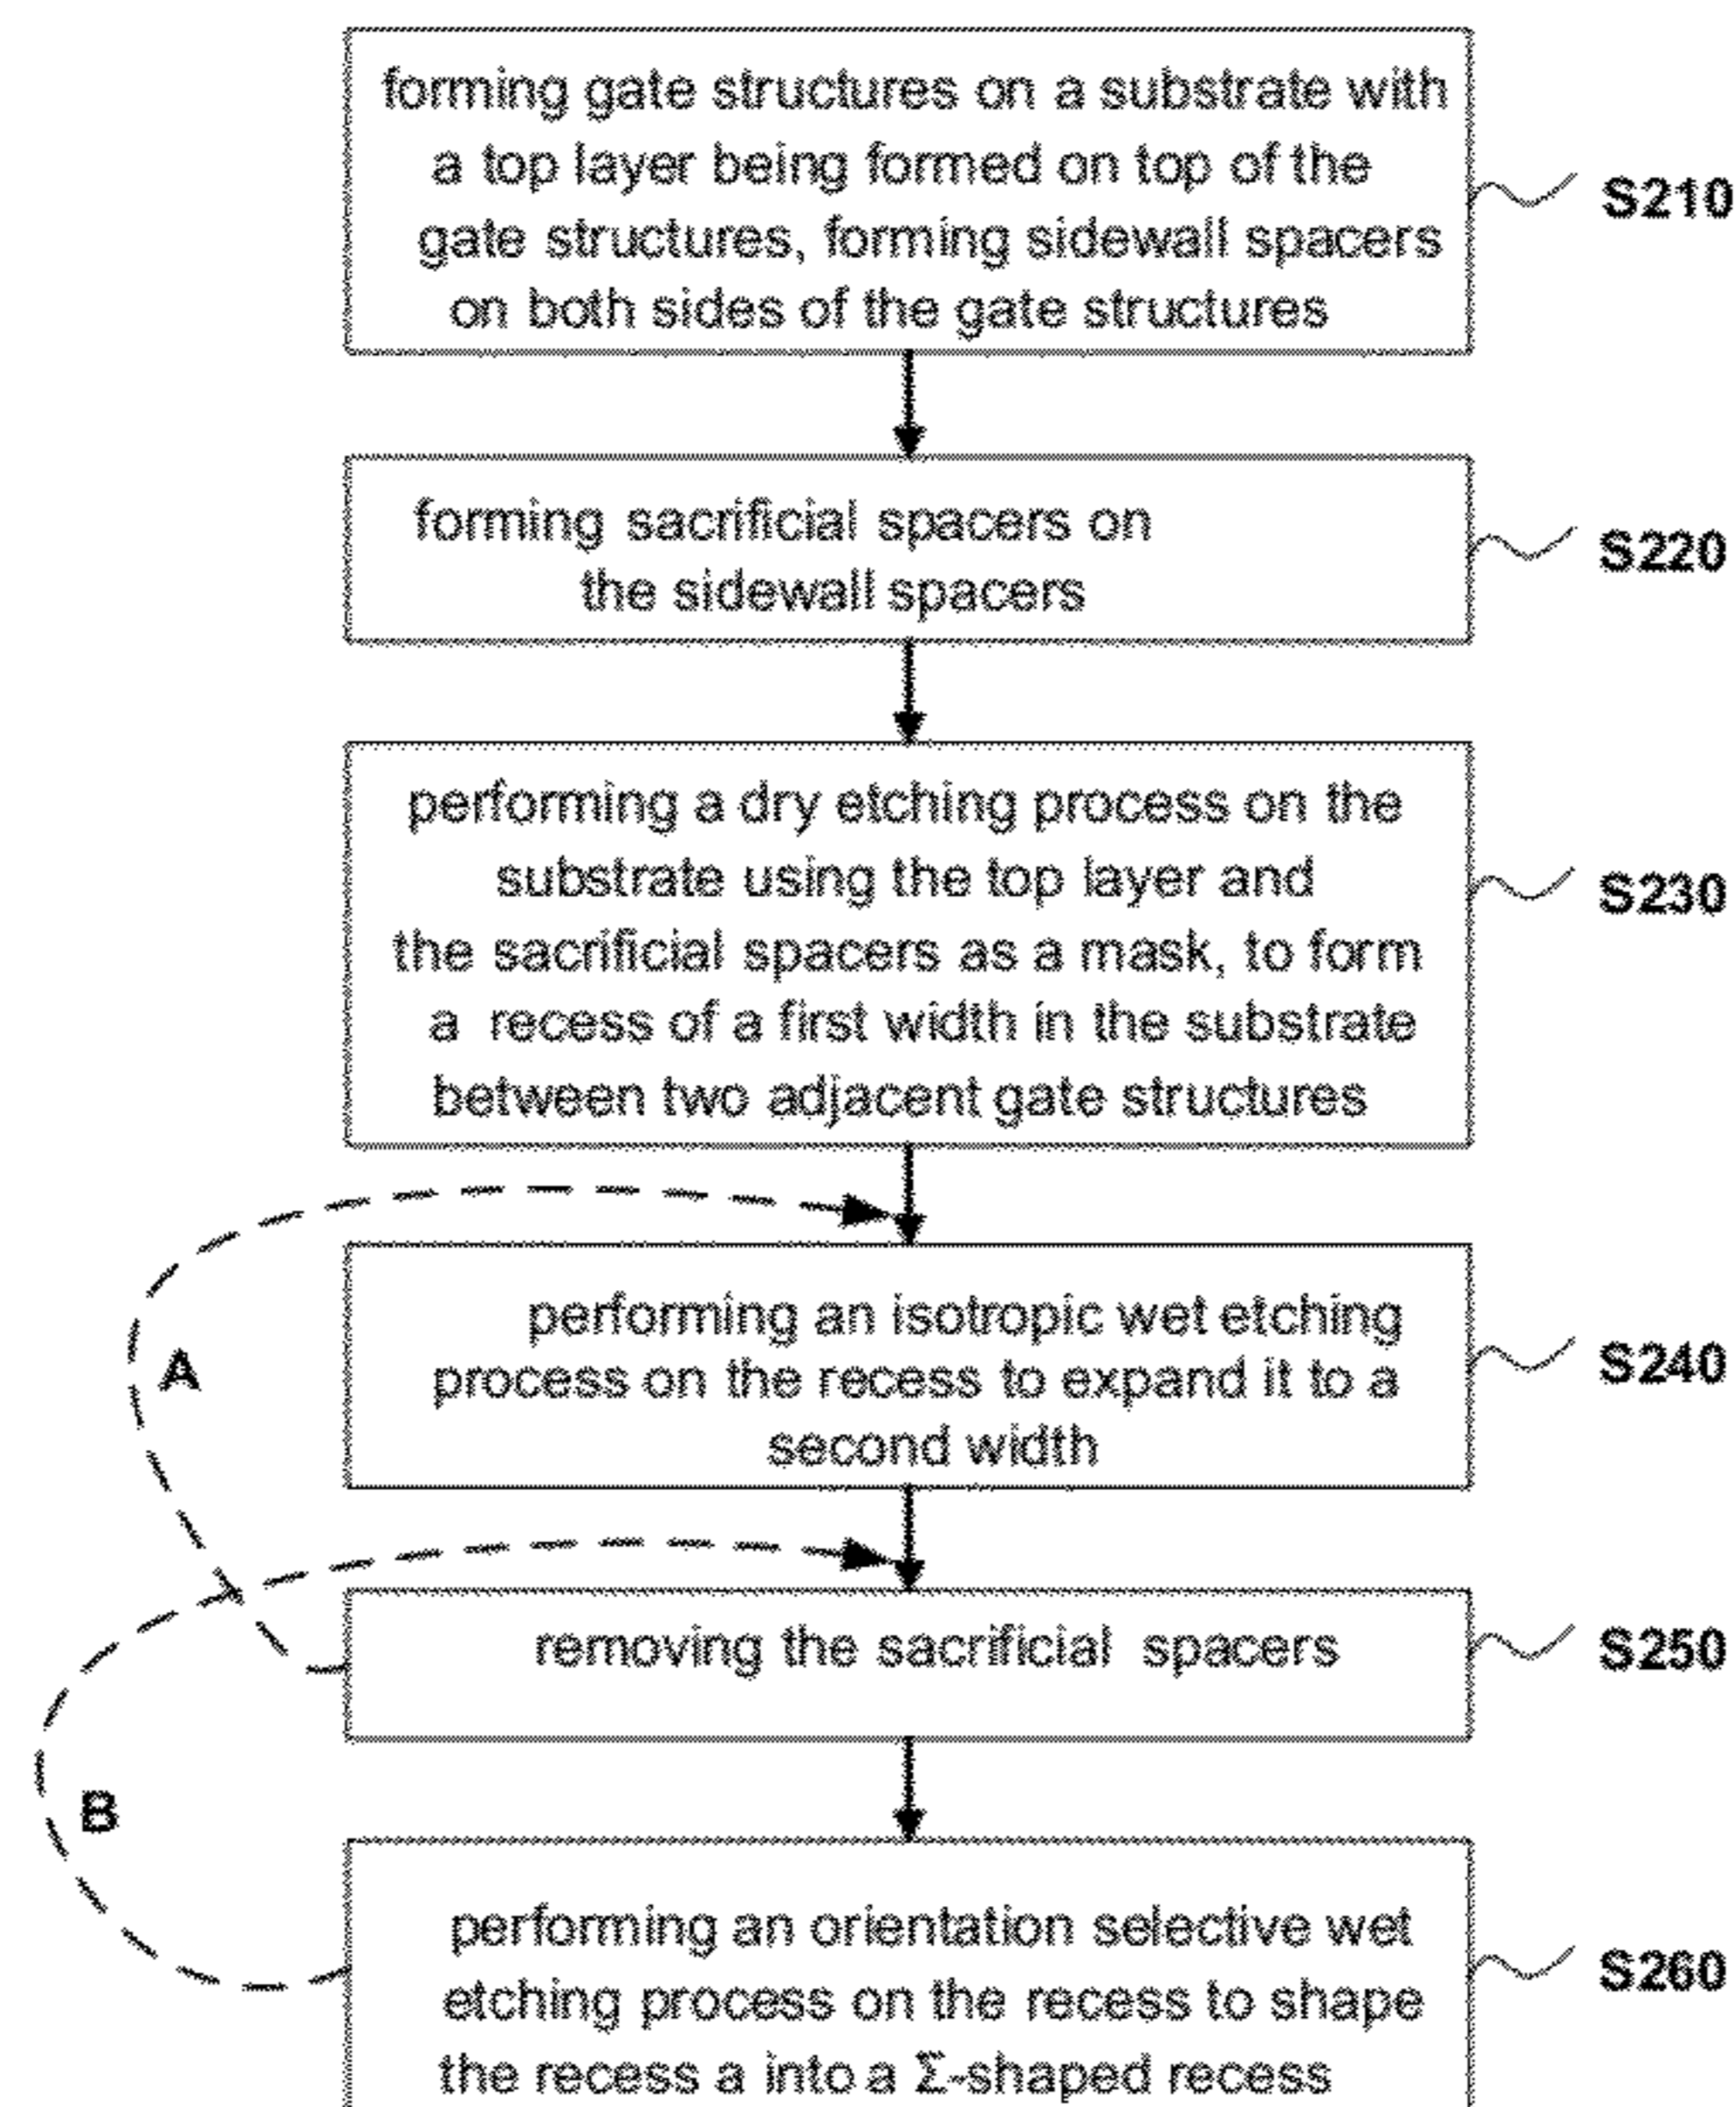 forming gate structures on a substrate with
a top layer being formed on top of the
gate structures, forming sidewall spacers
on both sides of the gate structures
S210
forming sacrificial spacers on
the sidewall spacers
S220
performing a dry etching process on the
substrate using the top layer and
the sacrificial spacers as a mask, to form
a recess of a first width in the substrate
between two adjacent gate structures
S230
performing an isotropic wet etching
process on the recess to expand it to a
second width
S240
A
removing the sacrificial spacers
S250
B
performing an orientation selective wet
etching process on the recess to shape
the recess a into a Σ-shaped recess
S260